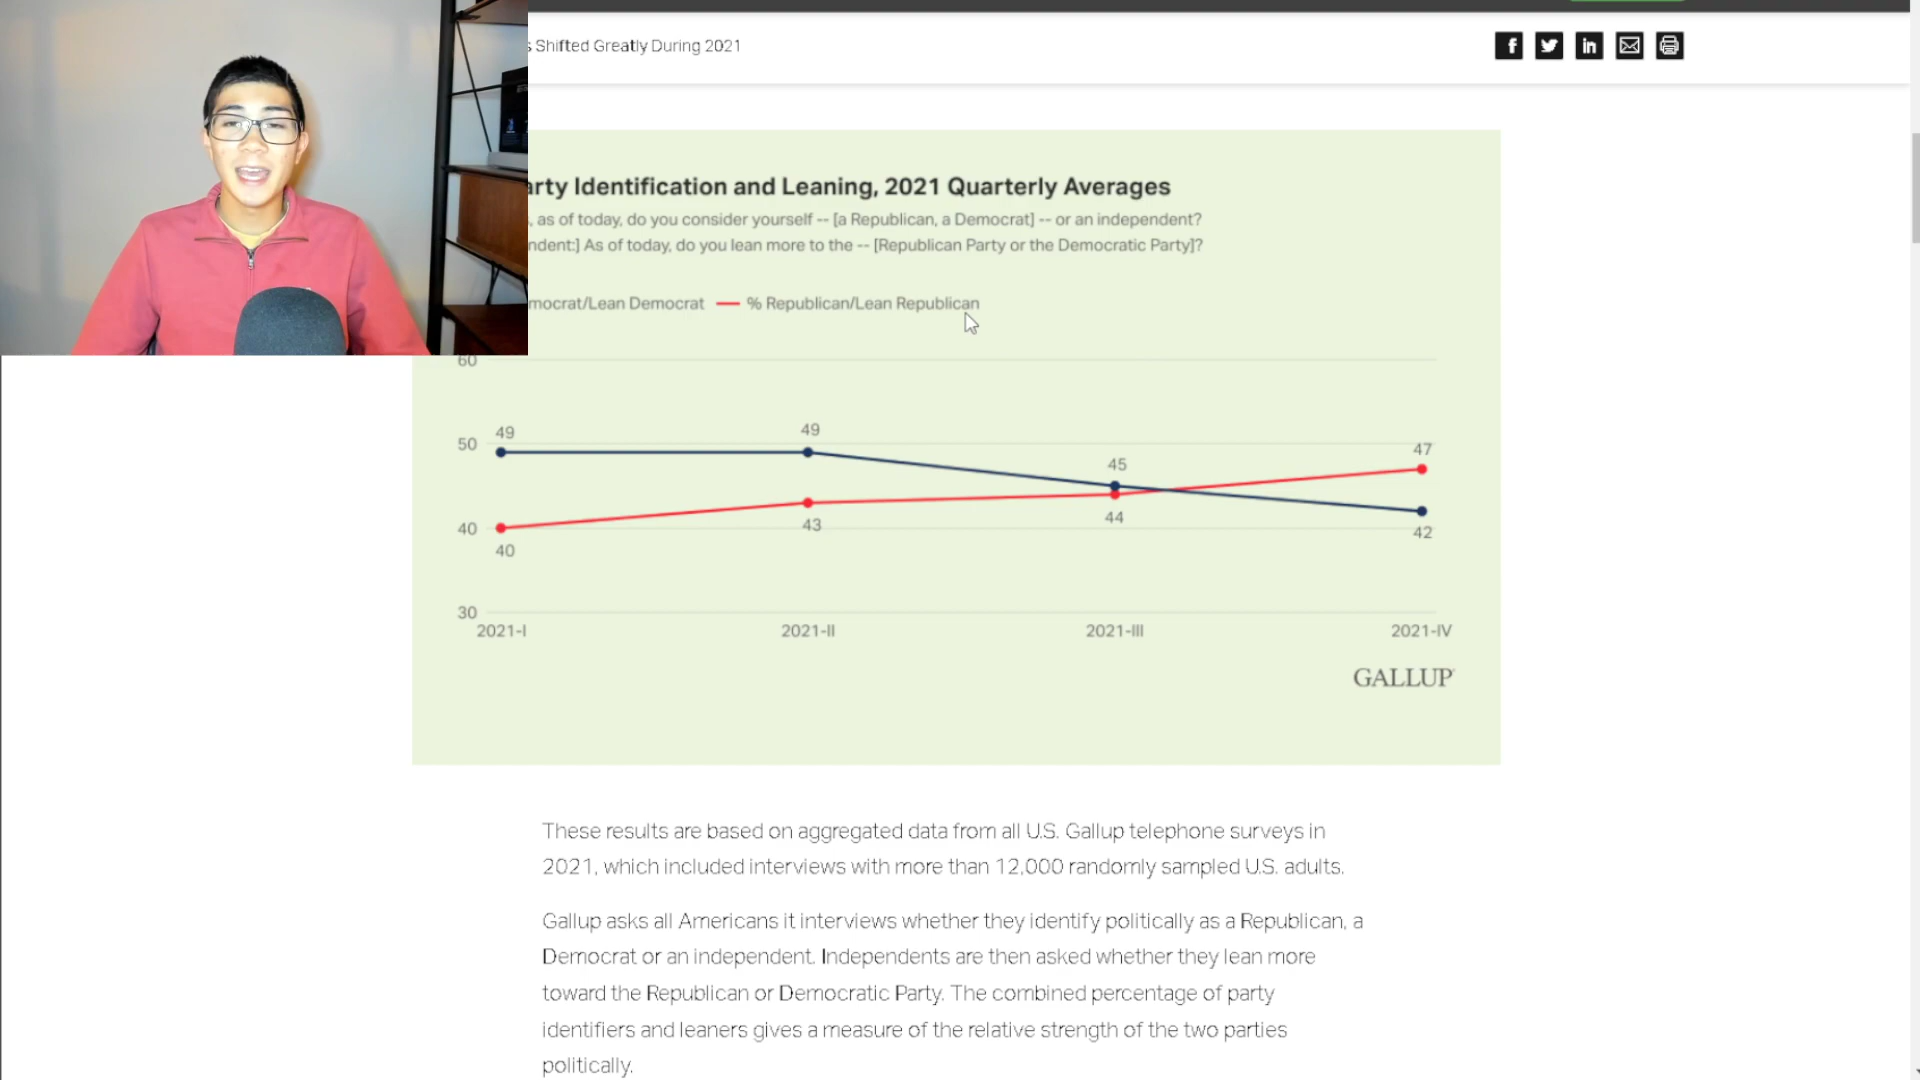 Shifted Greatly During 2021
arty Identification and Leaning, 2021 Quarterly Averages
, as of today, do you consider yourself -- [a Republican, a Democrat] -- or an independent?
ndent:] As of today, do you lean more to the -- [Republican Party or the Democratic Party]?
mocrat/Lean Democrat % Republican/Lean Republican
60
50
40
30
49 49 45 47
40 43 44 42
2021-I 2021-II 2021-III 2021-IV
GALLUP
These results are based on aggregated data from all U.S. Gallup telephone surveys in
2021, which included interviews with more than 12,000 randomly sampled U.S. adults.
Gallup asks all Americans it interviews whether they identify politically as a Republican, a
Democrat or an independent. Independents are then asked whether they lean more
toward the Republican or Democratic Party. The combined percentage of party
identifiers and leaners gives a measure of the relative strength of the two parties
politically.